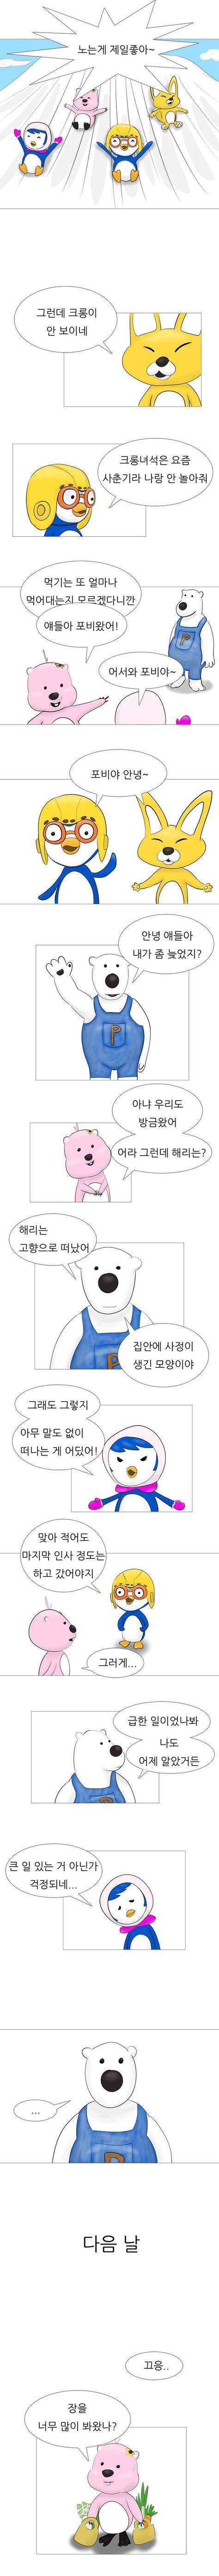 노는게 제일좋아~
그런데 크롱이
안 보이네
크롱녀석은 요즘
사춘기라 나랑 안 놀아줘
먹기는 또 얼마나
먹어대는지 모르겠다니깐
얘들아 포비왔어!
어서와 포비야~
P
포비야 안녕~
안녕 얘들아
내가 좀 늦었지?
P
아냐 우리도
방금왔어
어라 그런데 해리는?
해리는
고향으로 떠났어
집안에 사정이
생긴 모양이야
그래도 그렇지
아무 말도 없이
떠나는 게 어딨어!
맞아 적어도
마지막 인사 정도는
하고 갔어야지
그러게...
급한 일이었나봐
나도
어제 알았거든
큰 일 있는 거 아닌가
걱정되네...
...
다음 날
끄응..
장을
너무 많이 봐왔나?